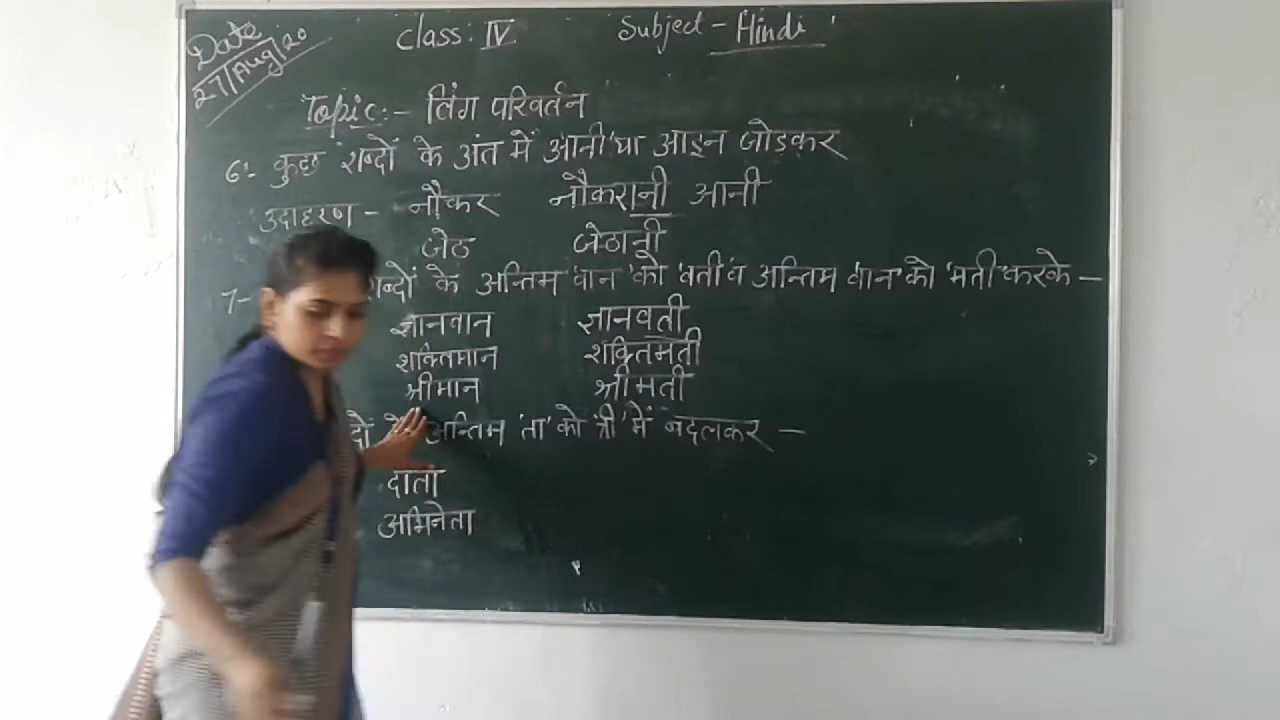 Date
27/Aug/20
Class: IV
Subject - Hindi
Topic:- लिंग परिवर्तन
6:- कुछ शब्दों के अंत में 'आनी' या आइन जोड़कर
उदाहरण - नौकर नौकरानी आनी
जेठ जेठानी
7- शब्दों के अन्तिम 'वान' को 'वती' व अन्तिम 'वान' को 'मती' करके -
ज्ञानवान ज्ञानवती
शक्तिमान शक्तिमती
श्रीमान श्रीमती
के अन्तिम 'ता' को 'त्री' में बदलकर -
दाता
अभिनेता